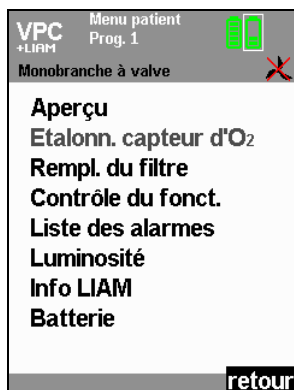 VPC
+LIAM
Menu patient
Prog. 1
Monobranche à valve
Aperçu
Etalonn. capteur d'O₂
Rempl. du filtre
Contrôle du fonct.
Liste des alarmes
Luminosité
Info LIAM
Batterie
retour